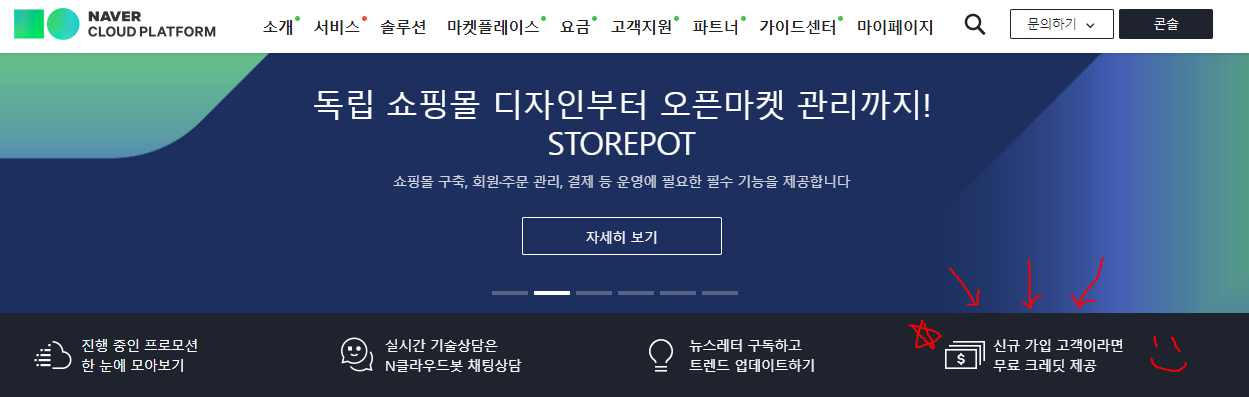 NAVER
CLOUD PLATFORM
소개 서비스 솔루션 마켓플레이스 요금 고객지원 파트너 가이드센터 마이페이지
문의하기
콘솔
독립 쇼핑몰 디자인부터 오픈마켓 관리까지!
STOREPOT
쇼핑몰 구축, 회원·주문 관리, 결제 등 운영에 필요한 필수 기능을 제공합니다
자세히 보기
진행 중인 프로모션
한 눈에 모아보기
실시간 기술상담은
N클라우드봇 채팅상담
뉴스레터 구독하고
트렌드 업데이트하기
$
신규 가입 고객이라면
무료 크레딧 제공